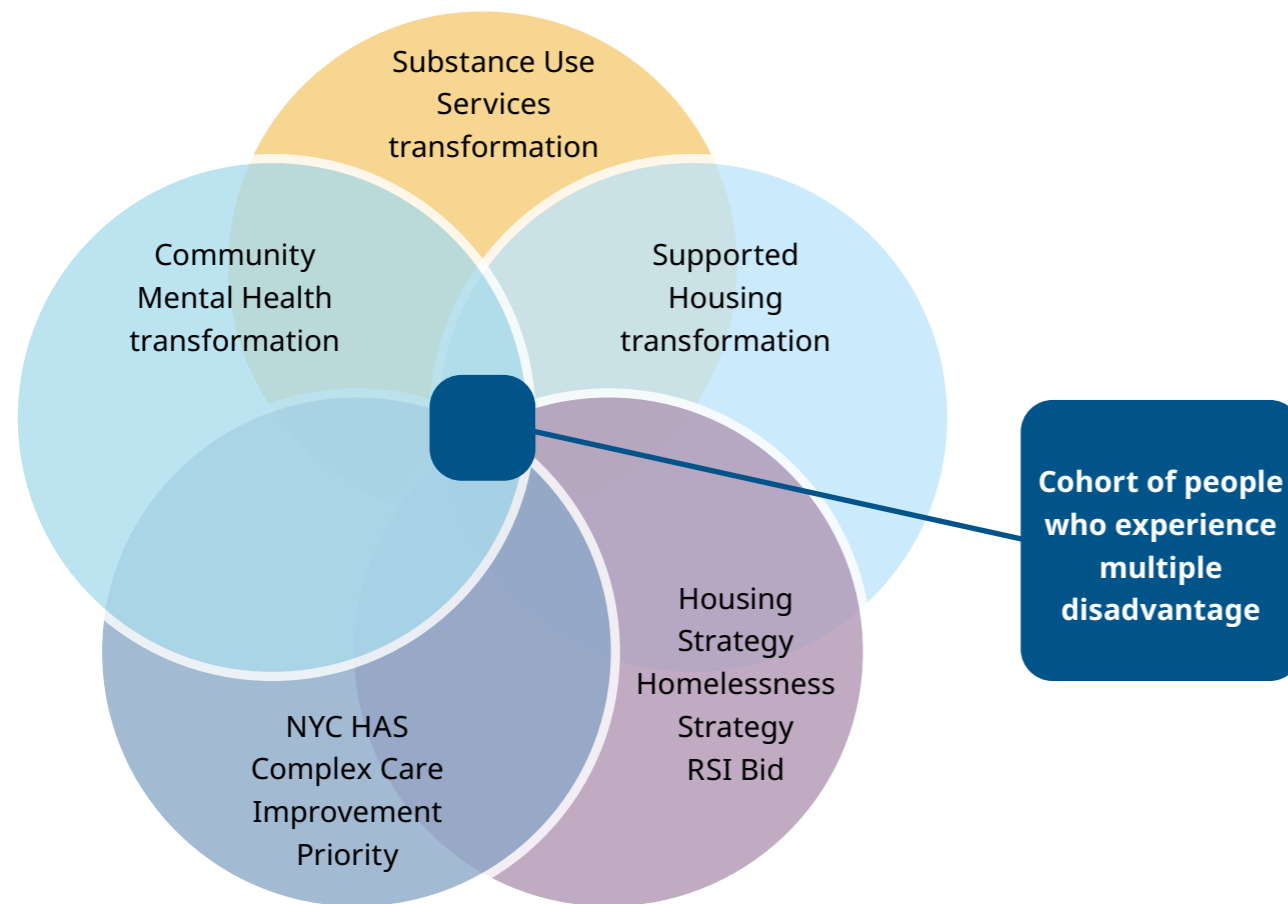 Substance Use
Services
transformation
Community
Mental Health
transformation
Supported
Housing
transformation
Cohort of people
who experience
multiple
disadvantage
Housing
Strategy
Homelessness
Strategy
RSI Bid
NYC HAS
Complex Care
Improvement
Priority